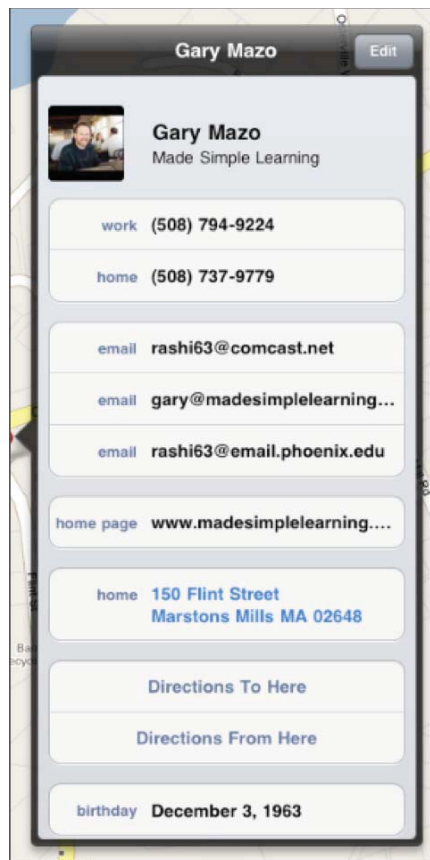 Gary Mazo
Edit
Gary Mazo
Made Simple Learning
work (508) 794-9224
home (508) 737-9779
email rashi63@comcast.net
email gary@madesimplelearning...
email rashi63@email.phoenix.edu
home page www.madesimplelearning....
home 150 Flint Street
Marstons Mills MA 02648
Directions To Here
Directions From Here
birthday December 3, 1963